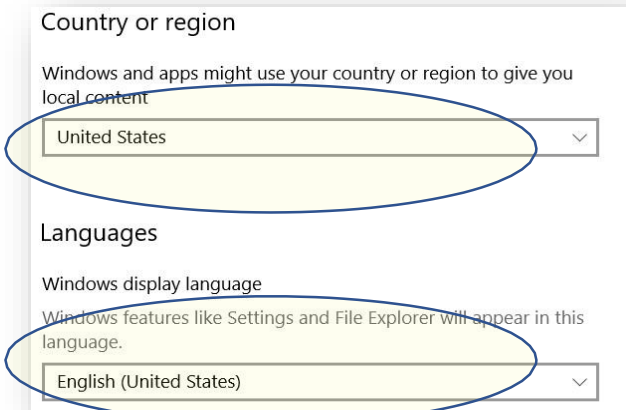 Country or region
Windows and apps might use your country or region to give you
local content
United States
Languages
Windows display language
Windows features like Settings and File Explorer will appear in this
language.
English (United States)